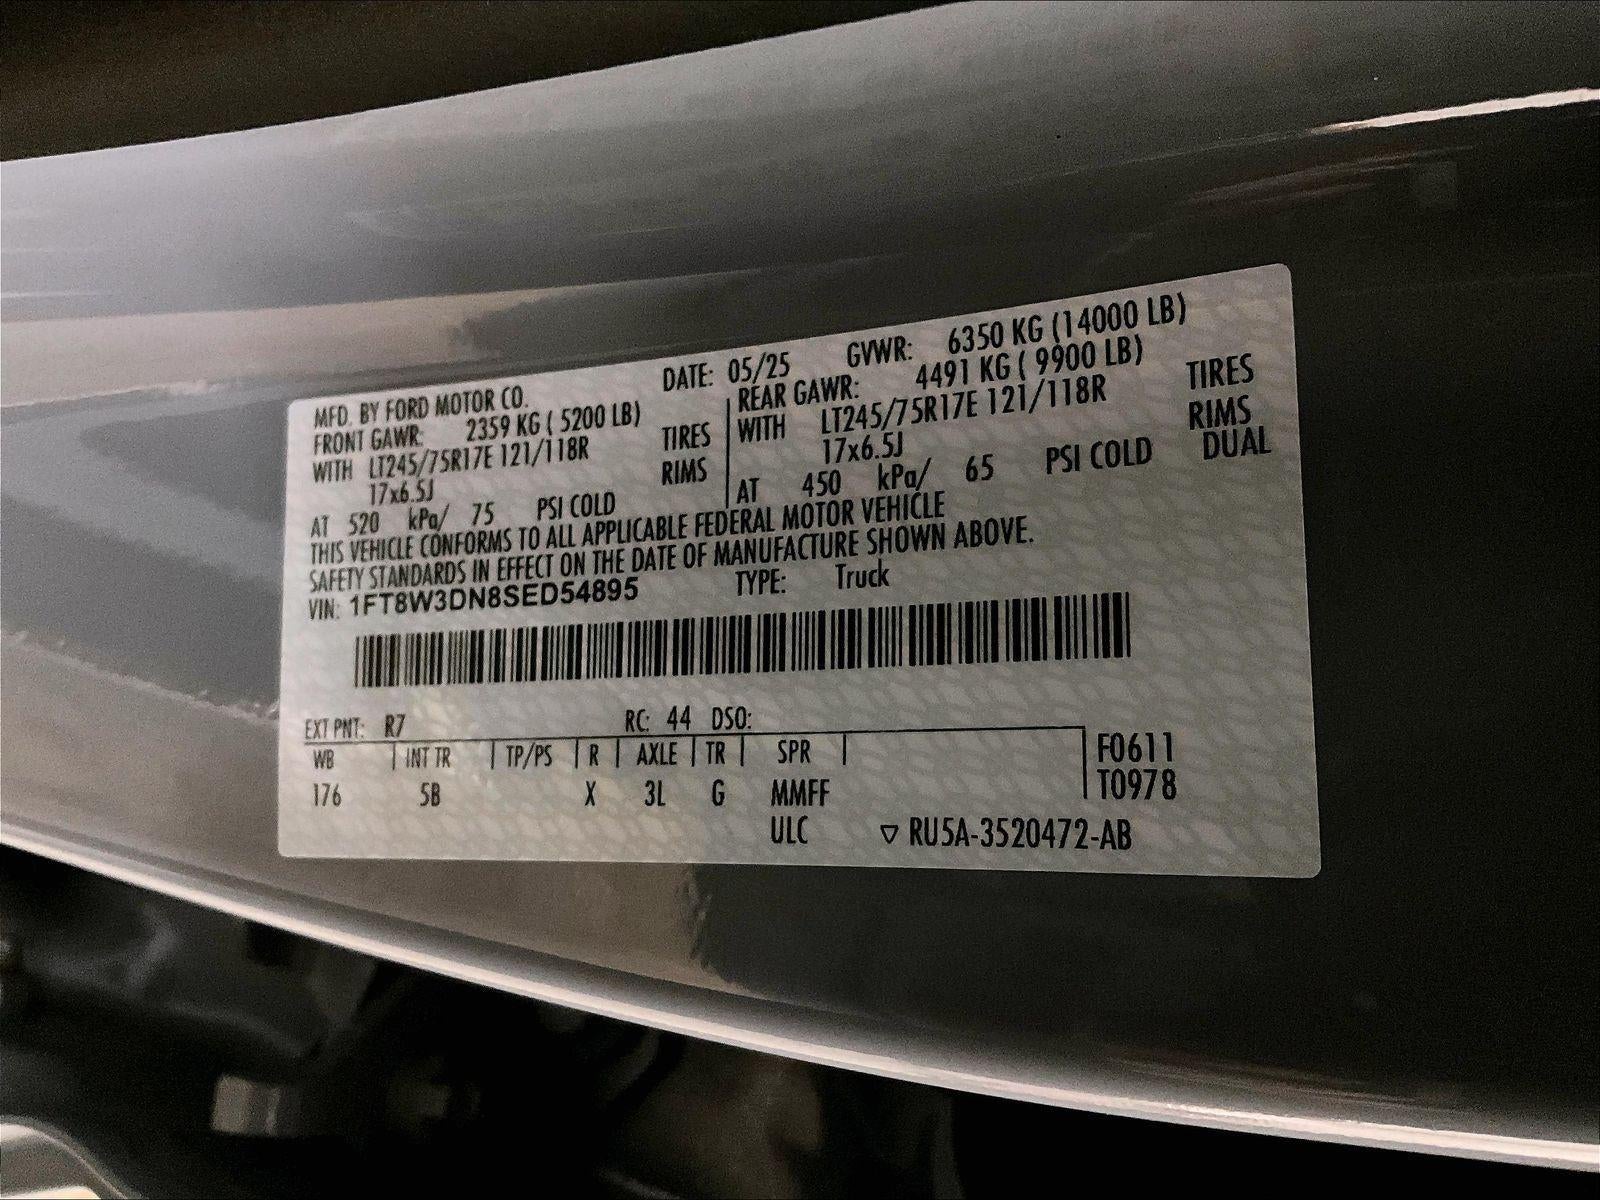 MFD. BY FORD MOTOR CO. DATE: 05/25 GVWR: 6350 KG (14000 LB)
FRONT GAWR: 2359 KG ( 5200 LB) REAR GAWR: 4491 KG ( 9900 LB)
WITH LT245/75R17E 121/118R TIRES WITH LT245/75R17E 121/118R TIRES
17x6.5J RIMS 17x6.5J RIMS
AT 520 kPa/ 75 PSI COLD AT 450 kPa/ 65 PSI COLD DUAL
THIS VEHICLE CONFORMS TO ALL APPLICABLE FEDERAL MOTOR VEHICLE
SAFETY STANDARDS IN EFFECT ON THE DATE OF MANUFACTURE SHOWN ABOVE.
VIN: 1FT8W3DN8SED54895 TYPE: Truck
EXT PNT: R7 RC: 44 DSO:
WB | INT TR | TP/PS | R | AXLE | TR | SPR | F0611
176 5B X 3L G MMFF T0978
ULC ▽ RU5A-3520472-AB